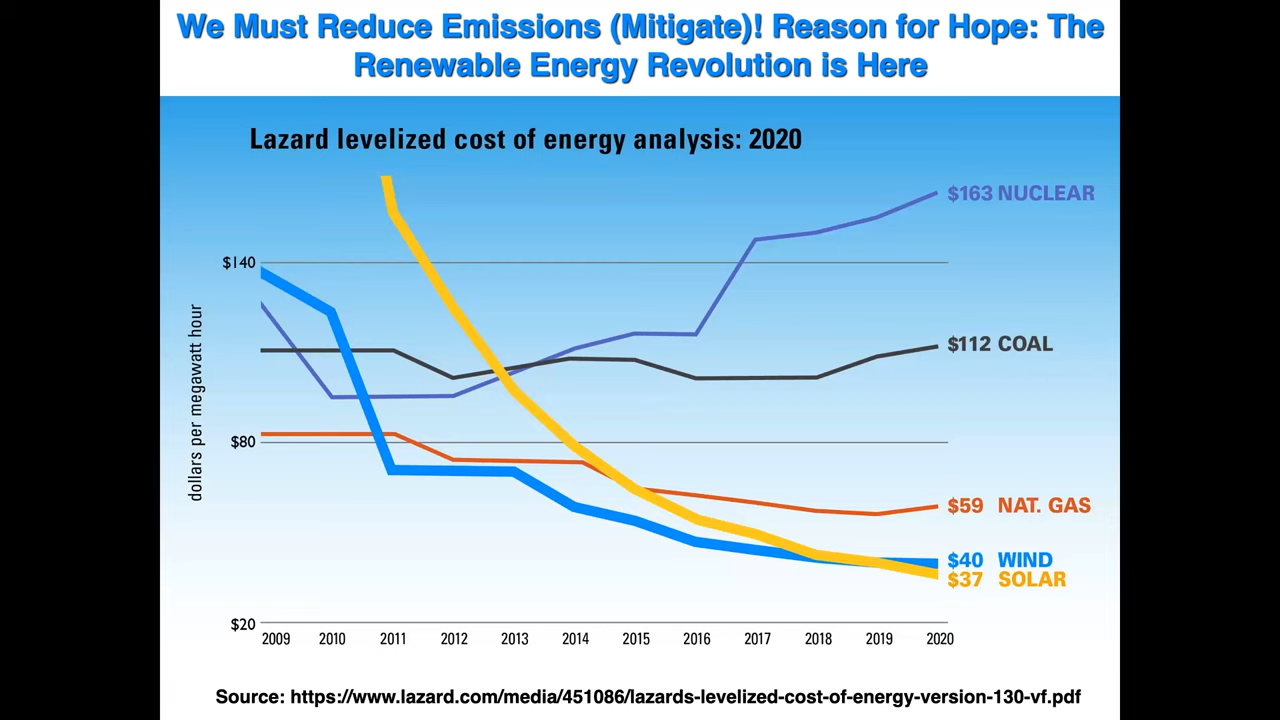 We Must Reduce Emissions (Mitigate)! Reason for Hope: The
Renewable Energy Revolution is Here
Lazard levelized cost of energy analysis: 2020
$163 NUCLEAR
$140
dollars per megawatt hour
$112 COAL
$80
$59 NAT. GAS
$40 WIND
$37 SOLAR
$20
2009 2010 2011 2012 2013 2014 2015 2016 2017 2018 2019 2020
Source: https://www.lazard.com/media/451086/lazards-levelized-cost-of-energy-version-130-vf.pdf